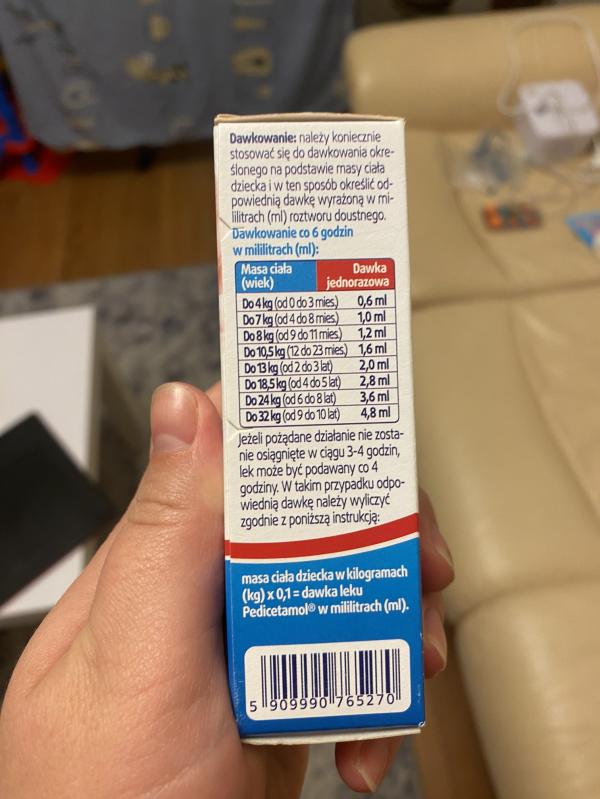 Dawkowanie: należy koniecznie
stosować się do dawkowania okre-
ślonego na podstawie masy ciała
dziecka i w ten sposób określić od-
powiednią dawkę wyrażoną w mi-
lilitrach (ml) roztworu doustnego.
Dawkowanie co 6 godzin
w mililitrach (ml):
Masa ciała (wiek) Dawka jednorazowa
Do 4 kg (od 0 do 3 mies.) 0,6 ml
Do 7 kg (od 4 do 8 mies.) 1,0 ml
Do 8 kg (od 9 do 11 mies.) 1,2 ml
Do 10,5 kg (12 do 23 mies.) 1,6 ml
Do 13 kg (od 2 do 3 lat) 2,0 ml
Do 18,5 kg (od 4 do 5 lat) 2,8 ml
Do 24 kg (od 6 do 8 lat) 3,6 ml
Do 32 kg (od 9 do 10 lat) 4,8 ml
Jeżeli pożądane działanie nie zosta-
nie osiągnięte w ciągu 3-4 godzin,
lek może być podawany co 4
godziny. W takim przypadku odpo-
wiednią dawkę należy wyliczyć
zgodnie z poniższą instrukcją:
masa ciała dziecka w kilogramach
(kg) x 0,1 = dawka leku
Pedicetamol® w mililitrach (ml).
5 909990 765270